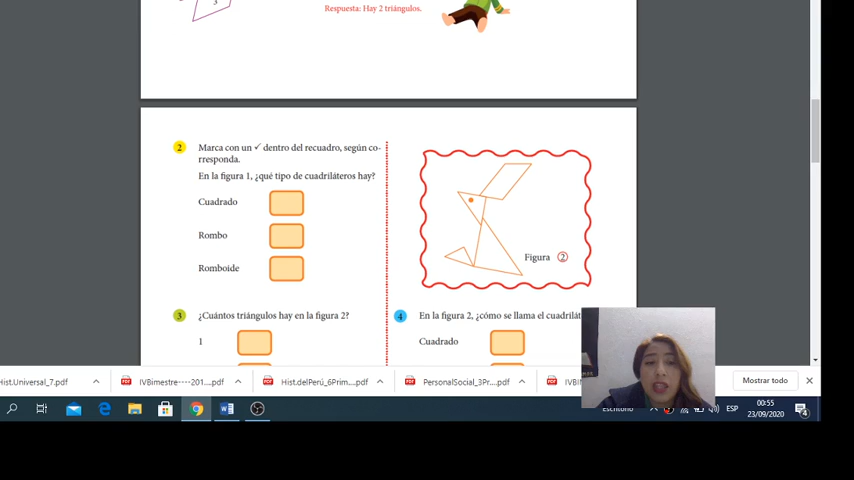 3
Respuesta: Hay 2 triángulos.
2
Marca con un ✓ dentro del recuadro, según co-
rresponda.
En la figura 1, ¿qué tipo de cuadriláteros hay?
Cuadrado
Rombo
Romboide
Figura 2
3
¿Cuántos triángulos hay en la figura 2?
1
4
En la figura 2, ¿cómo se llama el
Cuadrado
Hist.Universal_7.pdf
IVBimestre----201....pdf
Hist.delPerú_6Prim....pdf
PersonalSocial_3Pr....pdf
Mostrar todo
Escritorio
ESP
00:55
23/09/2020
4